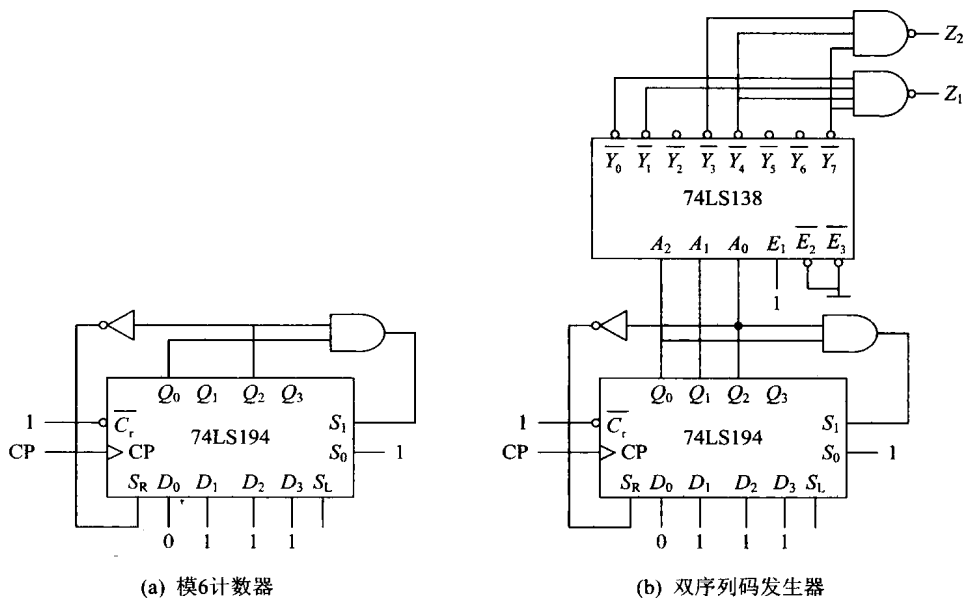 Z₂
Z₁
Y̅₀ Y̅₁ Y̅₂ Y̅₃ Y̅₄ Y̅₅ Y̅₆ Y̅₇
74LS138
A₂ A₁ A₀ E₁ E̅₂ E̅₃
1
Q₀ Q₁ Q₂ Q₃
1 C̅ᵣ S₁
74LS194
CP CP S₀ 1
S_R D₀ D₁ D₂ D₃ S_L
0 1 1 1
(a) 模6计数器
Q₀ Q₁ Q₂ Q₃
1 C̅ᵣ S₁
74LS194
CP CP S₀ 1
S_R D₀ D₁ D₂ D₃ S_L
0 1 1 1
(b) 双序列码发生器